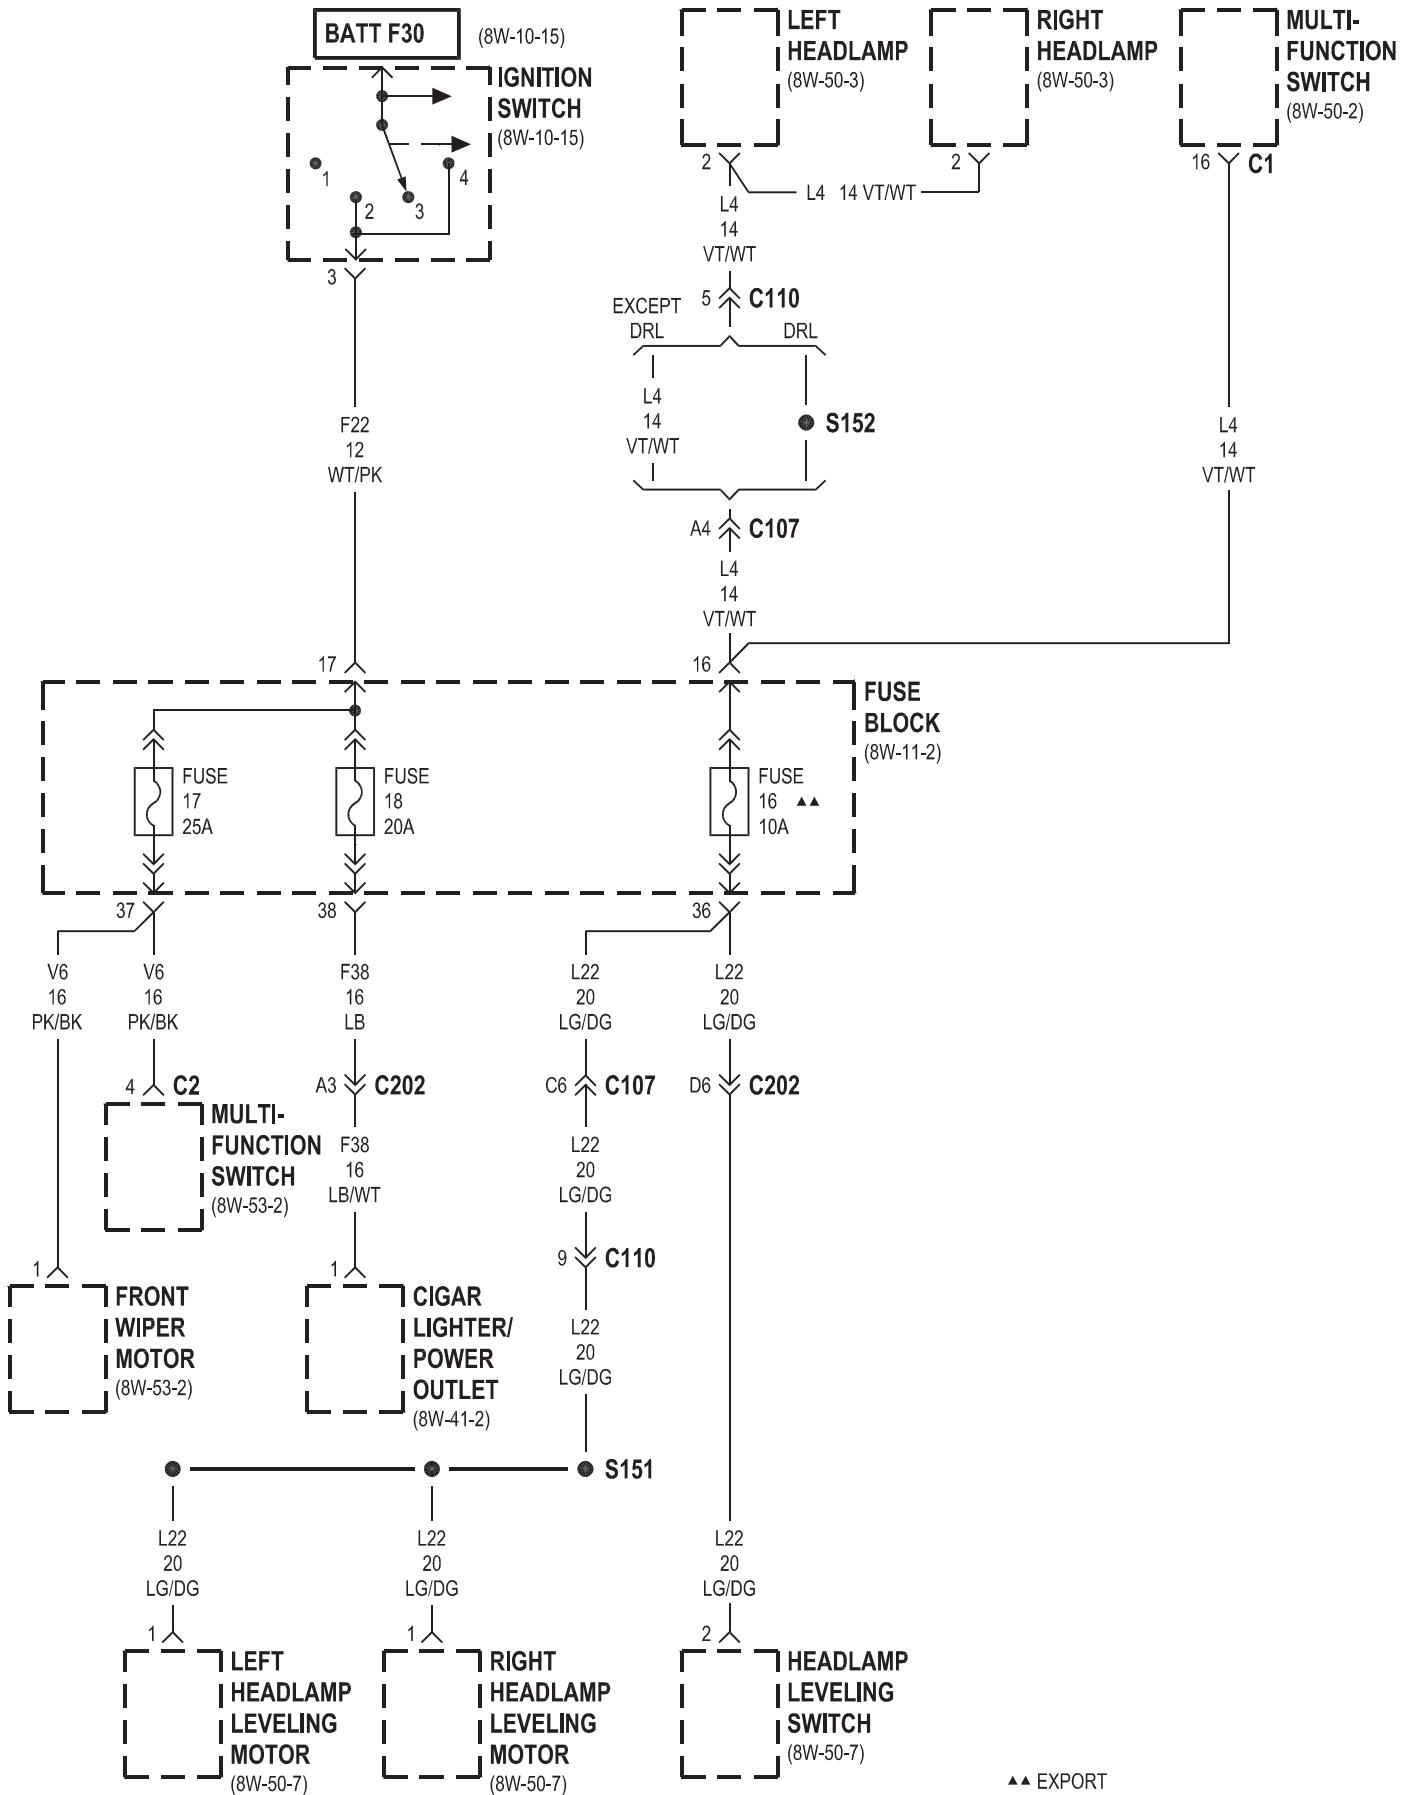 BATT F30
(8W-10-15)
IGNITION
SWITCH
(8W-10-15)
1
2
3
4
3
LEFT
HEADLAMP
(8W-50-3)
2
RIGHT
HEADLAMP
(8W-50-3)
2
MULTI-
FUNCTION
SWITCH
(8W-50-2)
16
C1
L4 14 VT/WT
L4
14
VT/WT
5
C110
EXCEPT
DRL
DRL
L4
14
VT/WT
S152
F22
12
WT/PK
L4
14
VT/WT
A4
C107
L4
14
VT/WT
17
16
FUSE
BLOCK
(8W-11-2)
FUSE
17
25A
FUSE
18
20A
FUSE
16 ▲▲
10A
37
38
36
V6
16
PK/BK
V6
16
PK/BK
F38
16
LB
L22
20
LG/DG
L22
20
LG/DG
4
C2
A3
C202
C6
C107
D6
C202
MULTI-
FUNCTION
SWITCH
(8W-53-2)
F38
16
LB/WT
L22
20
LG/DG
9
C110
1
FRONT
WIPER
MOTOR
(8W-53-2)
1
CIGAR
LIGHTER/
POWER
OUTLET
(8W-41-2)
L22
20
LG/DG
S151
L22
20
LG/DG
L22
20
LG/DG
L22
20
LG/DG
1
LEFT
HEADLAMP
LEVELING
MOTOR
(8W-50-7)
1
RIGHT
HEADLAMP
LEVELING
MOTOR
(8W-50-7)
2
HEADLAMP
LEVELING
SWITCH
(8W-50-7)
▲▲ EXPORT